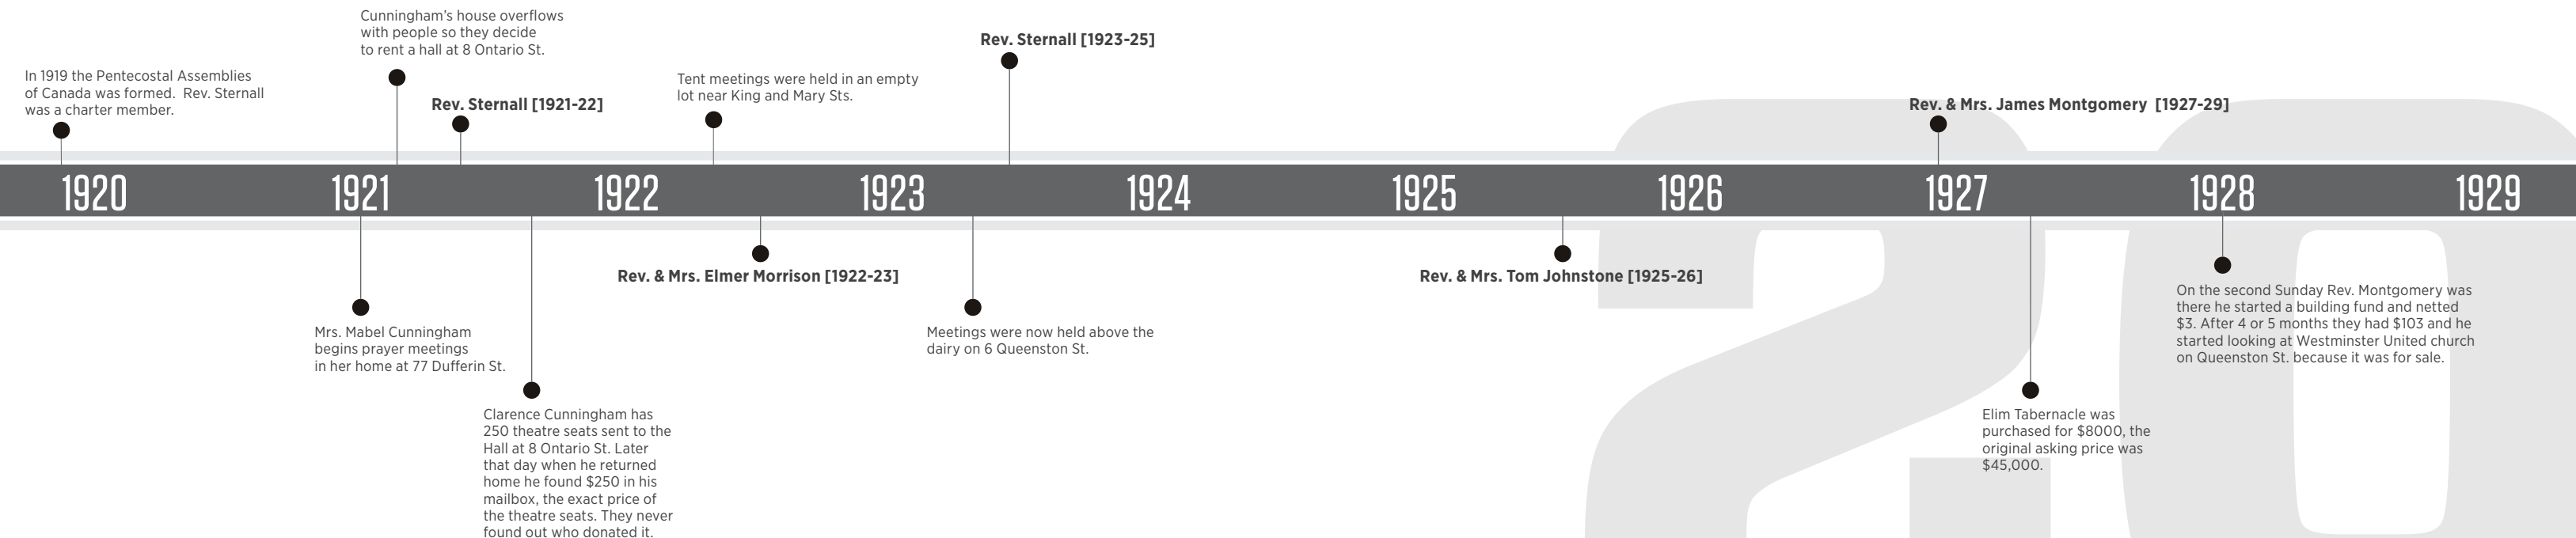 Cunningham's house overflows
with people so they decide
to rent a hall at 8 Ontario St.
In 1919 the Pentecostal Assemblies
of Canada was formed.  Rev. Sternall
was a charter member.
Rev. Sternall [1921-22]
Tent meetings were held in an empty
lot near King and Mary Sts.
Rev. Sternall [1923-25]
Rev. & Mrs. James Montgomery  [1927-29]
1920
1921
1922
1923
1924
1925
1926
1927
1928
1929
Mrs. Mabel Cunningham
begins prayer meetings
in her home at 77 Dufferin St.
Clarence Cunningham has
250 theatre seats sent to the
Hall at 8 Ontario St. Later
that day when he returned
home he found $250 in his
mailbox, the exact price of
the theatre seats. They never
found out who donated it.
Rev. & Mrs. Elmer Morrison [1922-23]
Meetings were now held above the
dairy on 6 Queenston St.
Rev. & Mrs. Tom Johnstone [1925-26]
Elim Tabernacle was
purchased for $8000, the
original asking price was
$45,000.
On the second Sunday Rev. Montgomery was
there he started a building fund and netted
$3. After 4 or 5 months they had $103 and he
started looking at Westminster United church
on Queenston St. because it was for sale.
20